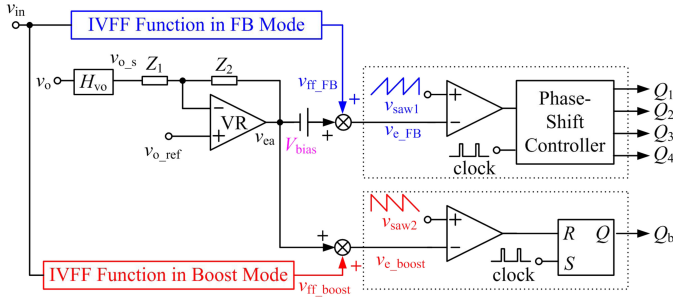 v_in
IVFF Function in FB Mode
v_o
H_vo
v_o_s
Z_1
Z_2
v_ff_FB
+
v_saw1
+
−
Phase-
Shift
Controller
Q_1
Q_2
Q_3
Q_4
−
+
VR
v_o_ref
v_ea
V_bias
+
v_e_FB
clock
v_saw2
+
−
R
Q
S
Q_b
+
+
v_e_boost
clock
IVFF Function in Boost Mode
v_ff_boost